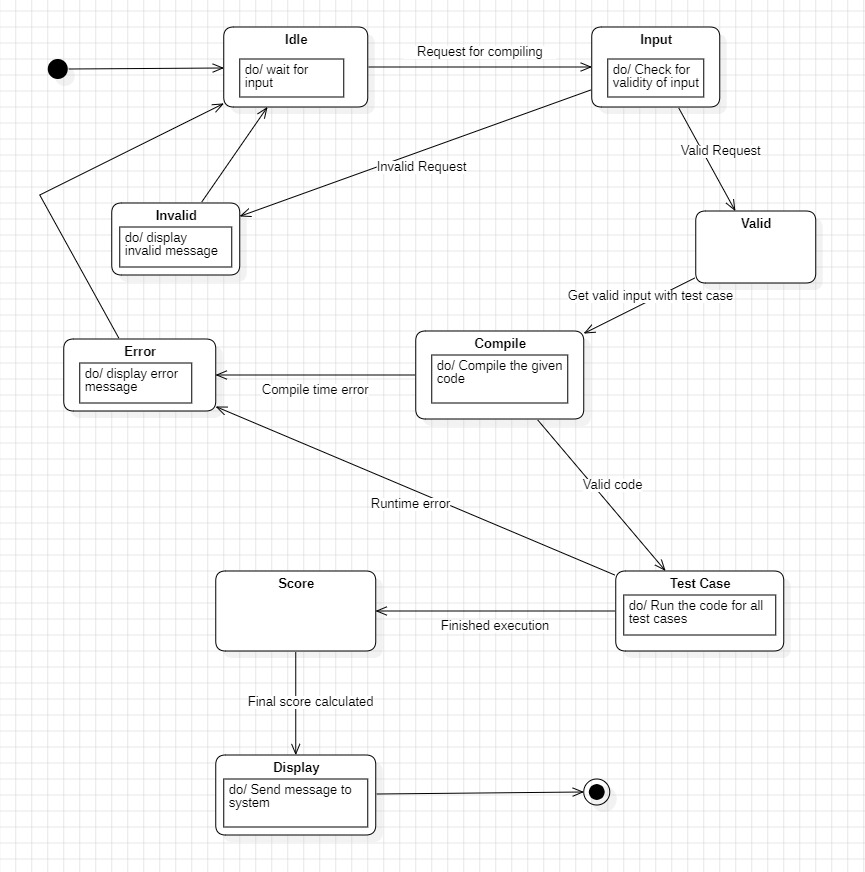 Idle
do/ wait for
input
Request for compiling
Input
do/ Check for
validity of input
Valid Request
Invalid Request
Invalid
do/ display
invalid message
Valid
Get valid input with test case
Error
do/ display error
message
Compile time error
Compile
do/ Compile the given
code
Valid code
Runtime error
Score
Finished execution
Test Case
do/ Run the code for all
test cases
Final score calculated
Display
do/ Send message to
system